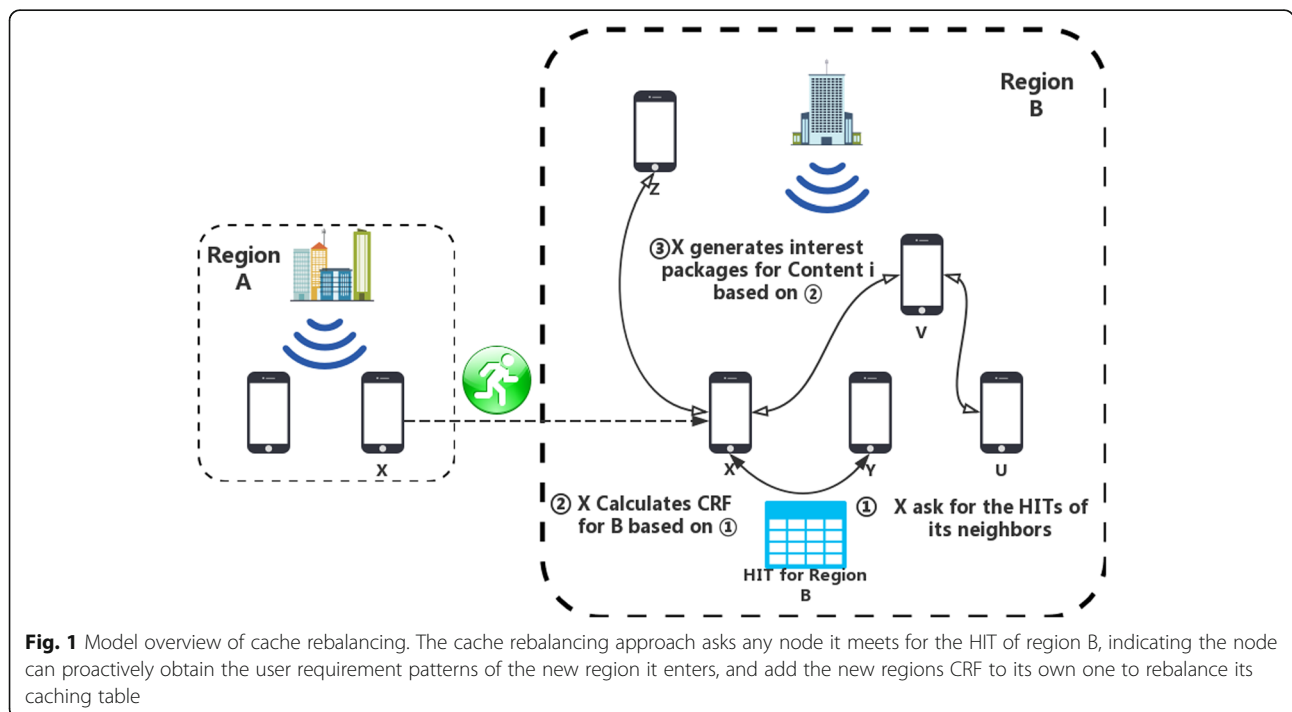 Region
B
Z
Region
A
③X generates interest
packages for Content i
based on ②
V
X
X
Y
U
② X Calculates CRF
for B based on ①
① X ask for the HITs of
its neighbors
HIT for Region
B
Fig. 1 Model overview of cache rebalancing. The cache rebalancing approach asks any node it meets for the HIT of region B, indicating the node
can proactively obtain the user requirement patterns of the new region it enters, and add the new regions CRF to its own one to rebalance its
caching table